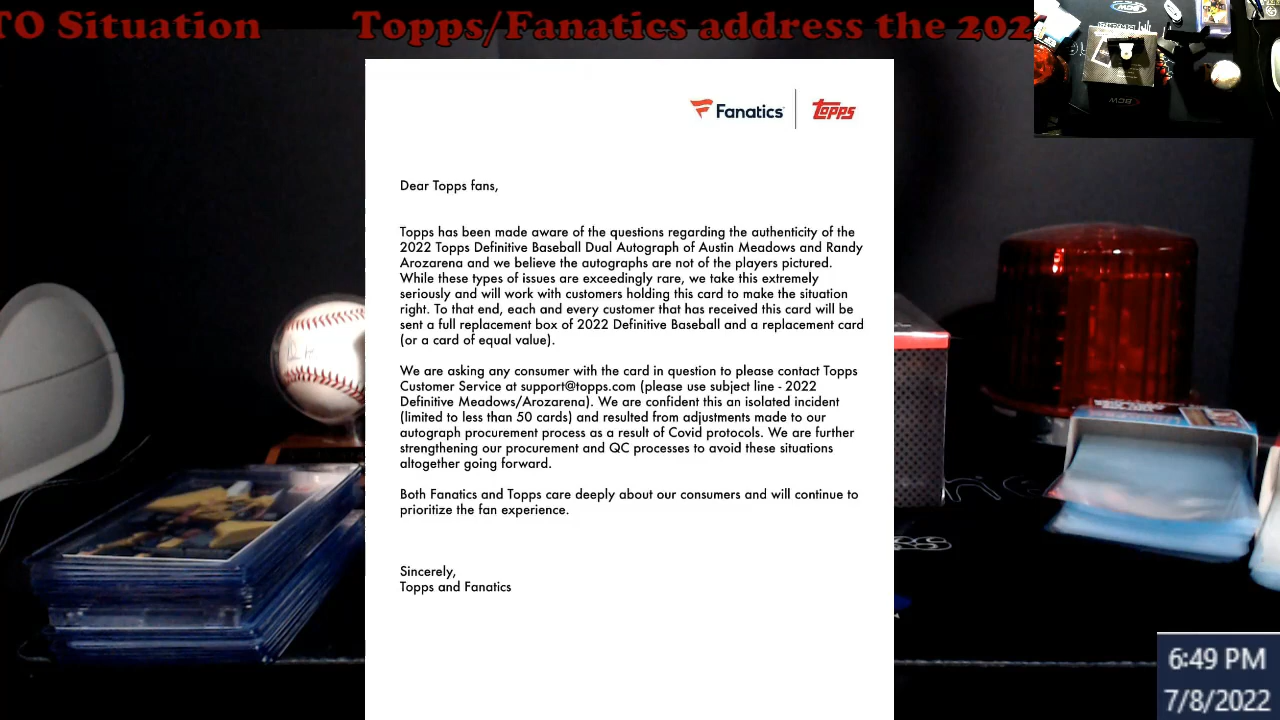 TO Situation Topps/Fanatics address the 202
Fanatics Topps
Dear Topps fans,
Topps has been made aware of the questions regarding the authenticity of the
2022 Topps Definitive Baseball Dual Autograph of Austin Meadows and Randy
Arozarena and we believe the autographs are not of the players pictured.
While these types of issues are exceedingly rare, we take this extremely
seriously and will work with customers holding this card to make the situation
right. To that end, each and every customer that has received this card will be
sent a full replacement box of 2022 Definitive Baseball and a replacement card
(or a card of equal value).
We are asking any consumer with the card in question to please contact Topps
Customer Service at support@topps.com (please use subject line - 2022
Definitive Meadows/Arozarena). We are confident this an isolated incident
(limited to less than 50 cards) and resulted from adjustments made to our
autograph procurement process as a result of Covid protocols. We are further
strengthening our procurement and QC processes to avoid these situations
altogether going forward.
Both Fanatics and Topps care deeply about our consumers and will continue to
prioritize the fan experience.
Sincerely,
Topps and Fanatics
6:49 PM
7/8/2022